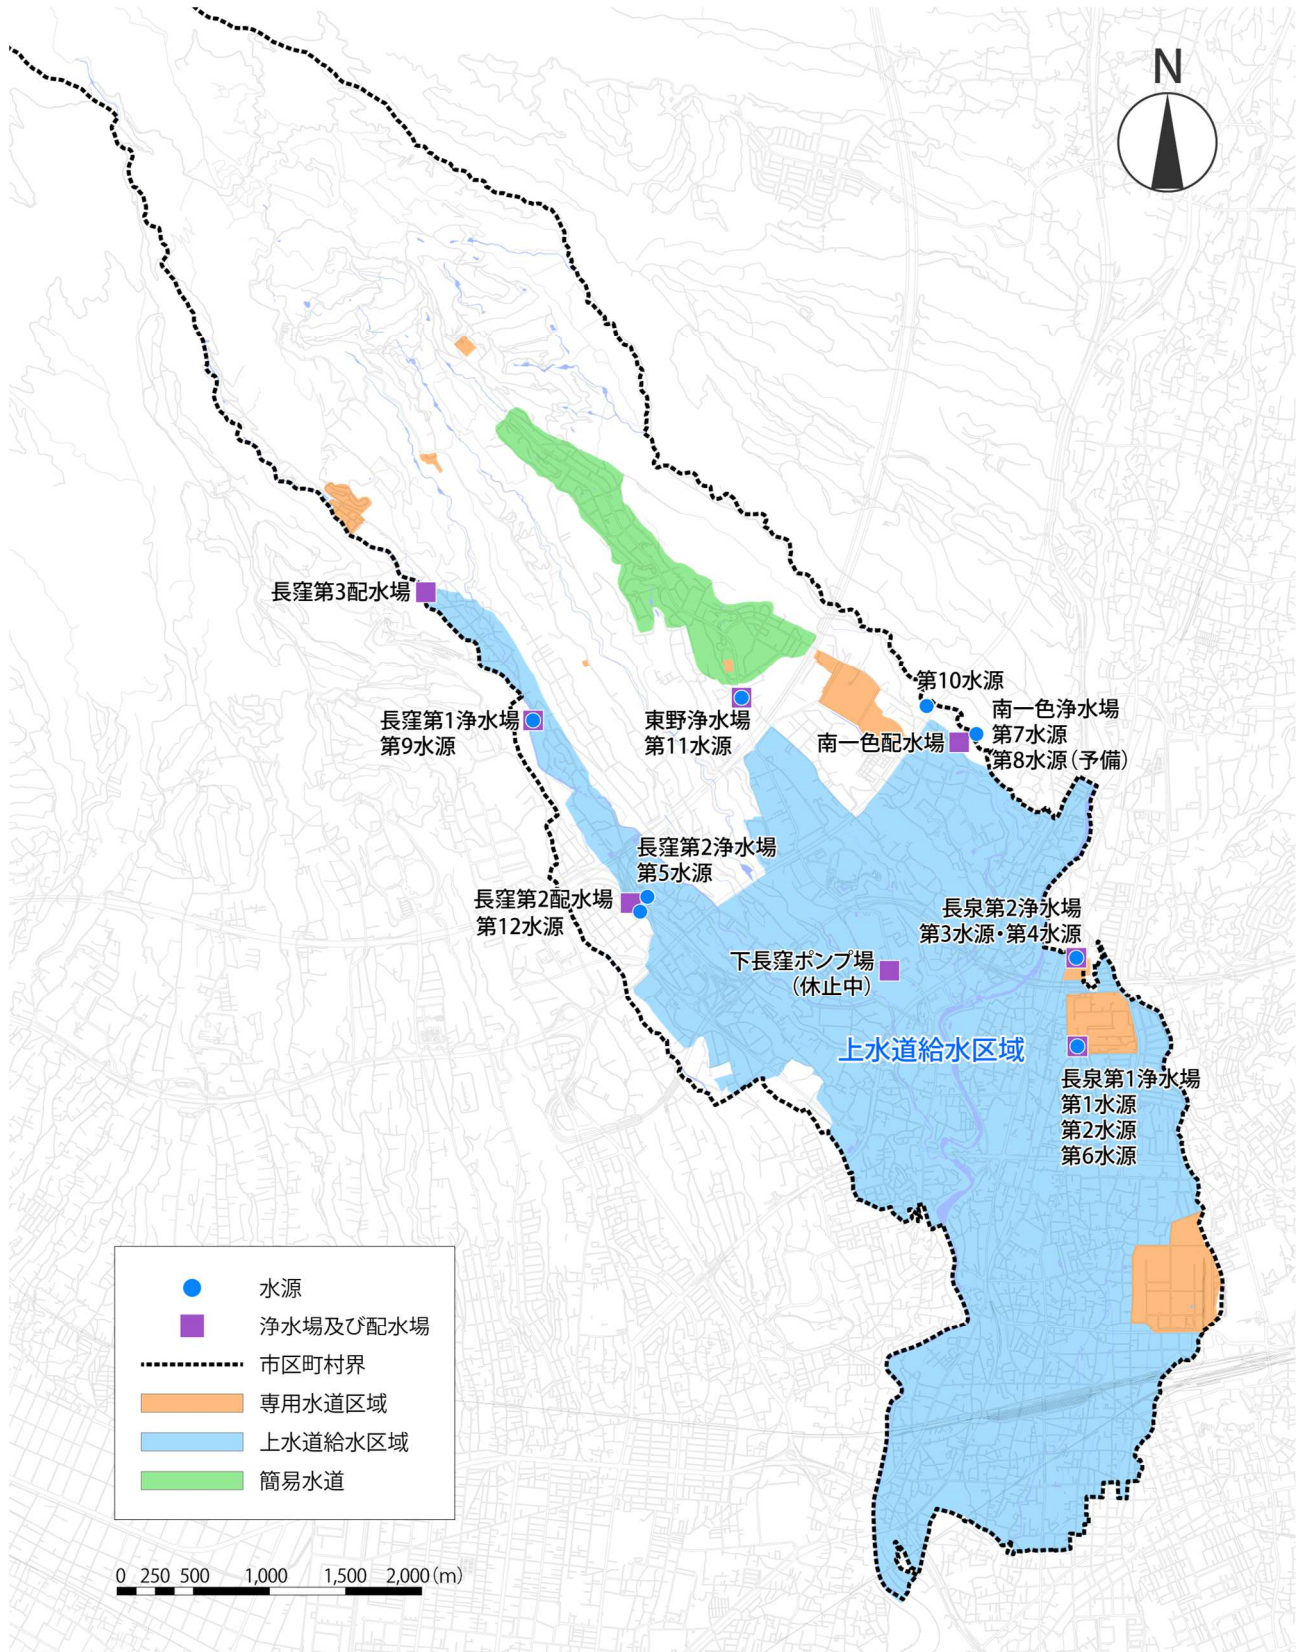 N
長窪第3配水場
第10水源
長窪第1浄水場
第9水源
東野浄水場
第11水源
南一色配水場
南一色浄水場
第7水源
第8水源(予備)
長窪第2浄水場
第5水源
長窪第2配水場
第12水源
長泉第2浄水場
第3水源・第4水源
下長窪ポンプ場
(休止中)
上水道給水区域
長泉第1浄水場
第1水源
第2水源
第6水源
水源
浄水場及び配水場
市区町村界
専用水道区域
上水道給水区域
簡易水道
0 250 500 1,000 1,500 2,000(m)